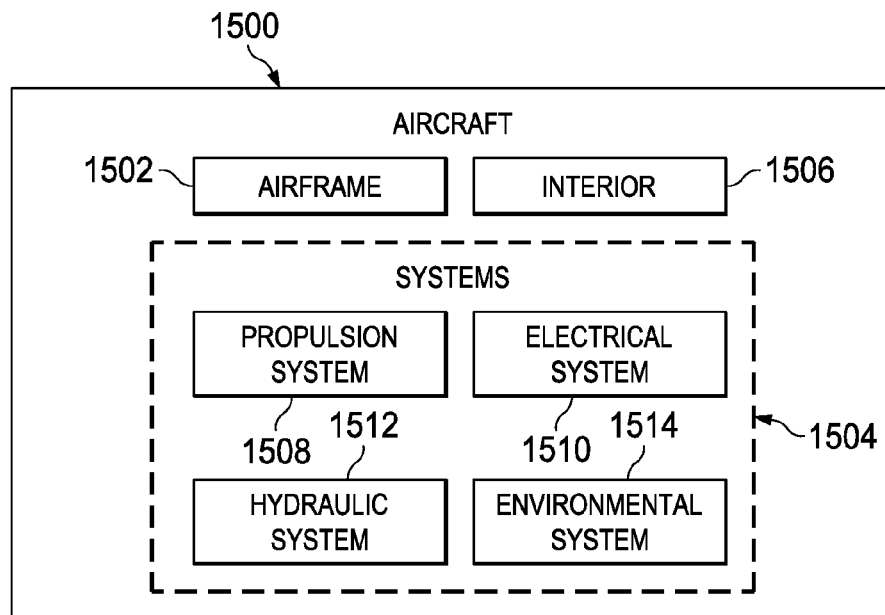 1500
AIRCRAFT
1502
AIRFRAME
INTERIOR
1506
SYSTEMS
PROPULSION
SYSTEM
ELECTRICAL
SYSTEM
1508
1512
1510
1514
1504
HYDRAULIC
SYSTEM
ENVIRONMENTAL
SYSTEM